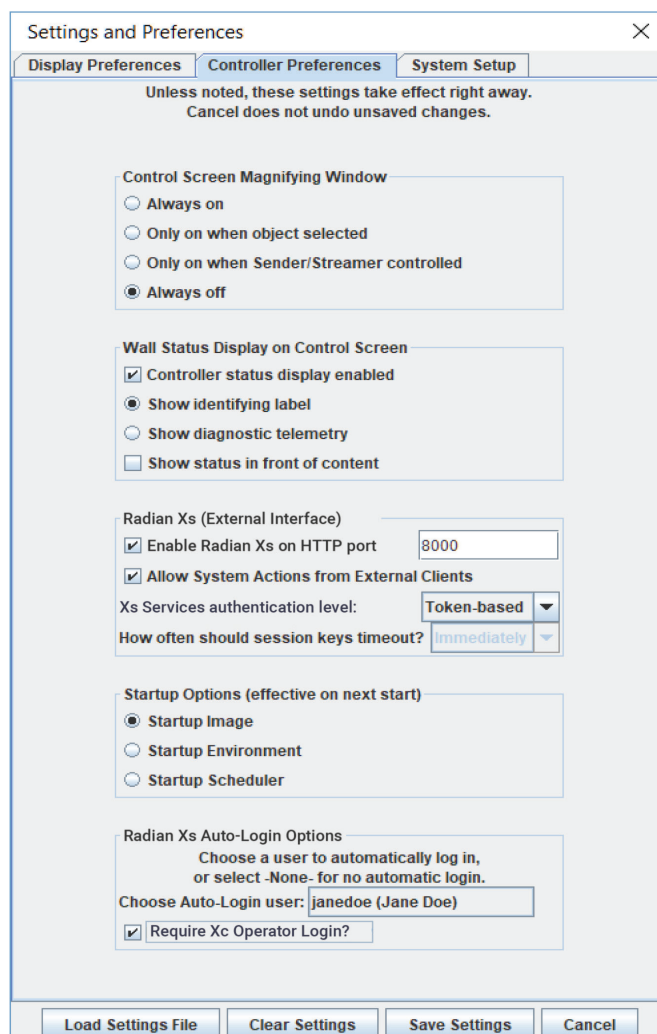 Settings and Preferences
Display Preferences Controller Preferences System Setup
Unless noted, these settings take effect right away.
Cancel does not undo unsaved changes.
Control Screen Magnifying Window
Always on
Only on when object selected
Only on when Sender/Streamer controlled
Always off
Wall Status Display on Control Screen
Controller status display enabled
Show identifying label
Show diagnostic telemetry
Show status in front of content
Radian Xs (External Interface)
Enable Radian Xs on HTTP port 8000
Allow System Actions from External Clients
Xs Services authentication level: Token-based
How often should session keys timeout? Immediately
Startup Options (effective on next start)
Startup Image
Startup Environment
Startup Scheduler
Radian Xs Auto-Login Options
Choose a user to automatically log in,
or select -None- for no automatic login.
Choose Auto-Login user: janedoe (Jane Doe)
Require Xc Operator Login?
Load Settings File Clear Settings Save Settings Cancel